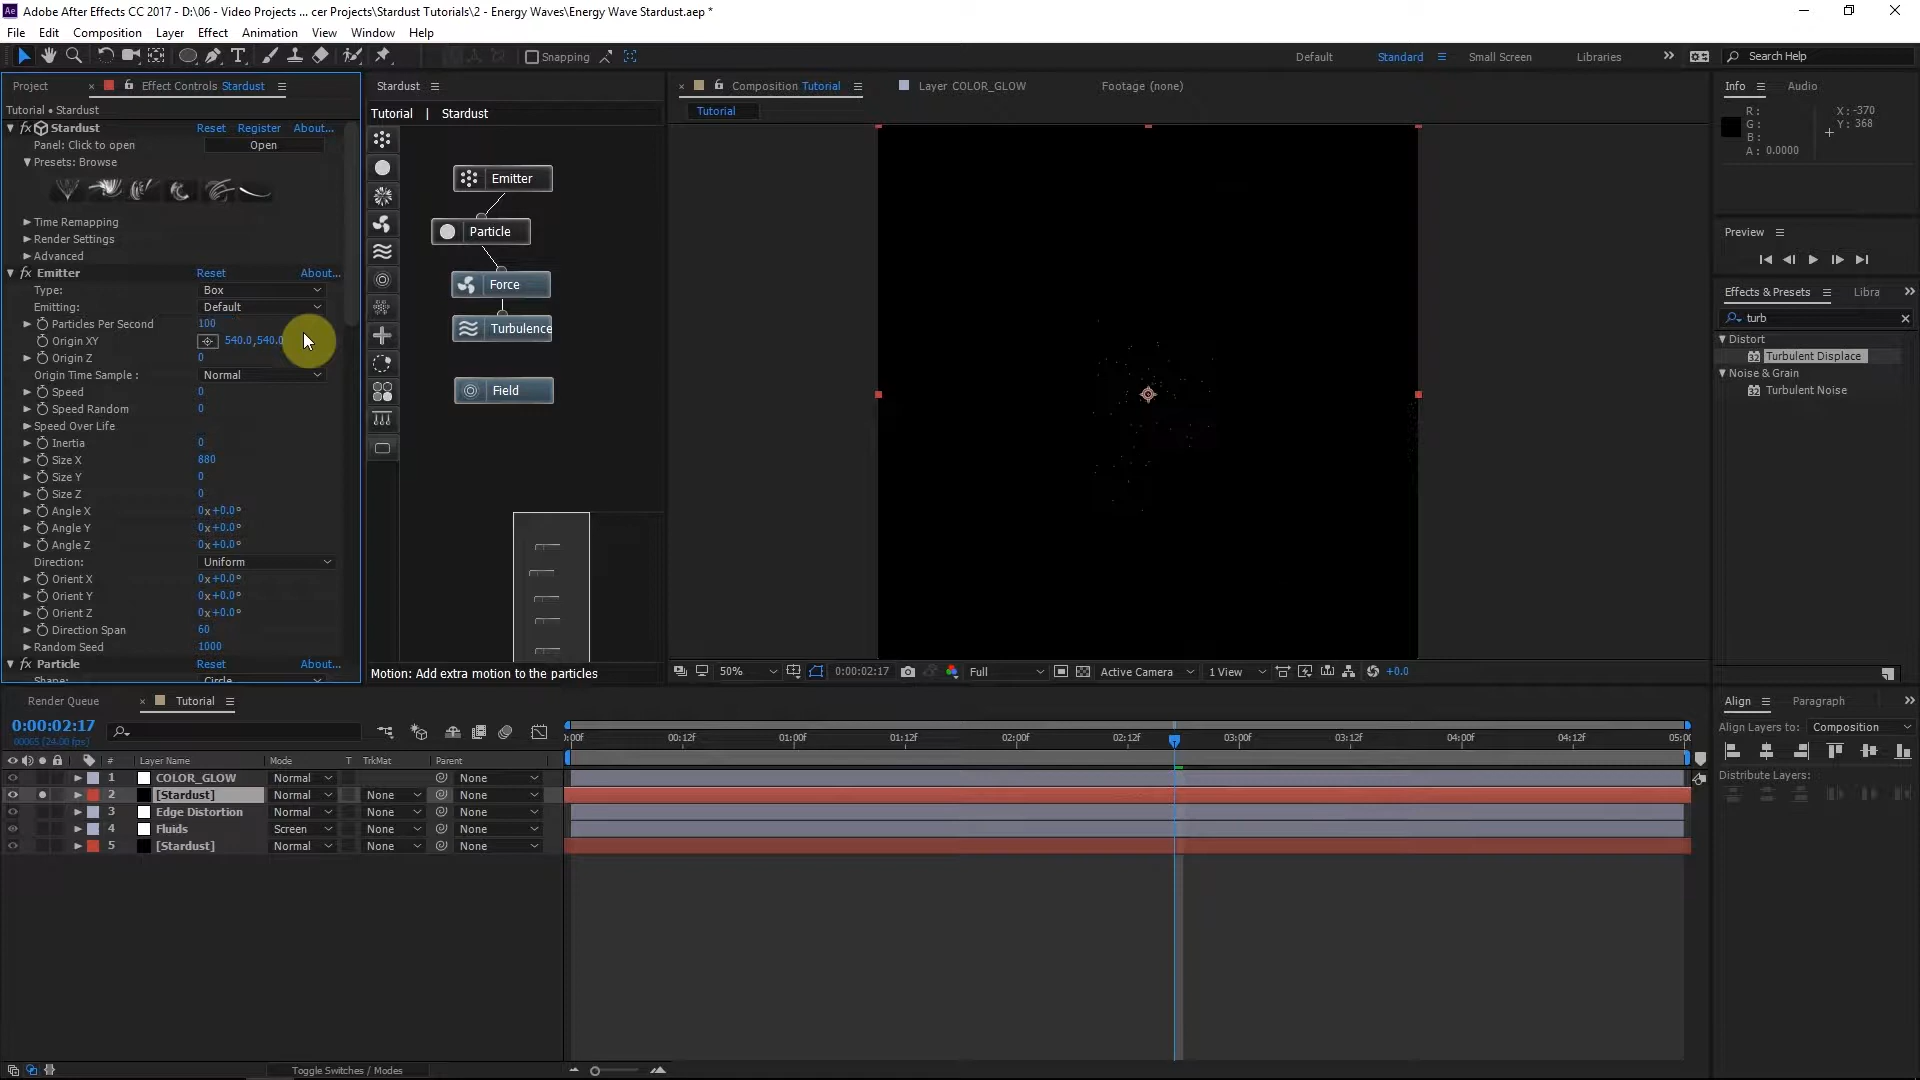 Adobe After Effects CC 2017 - D:\06 - Video Projects ... cer Projects\Stardust Tutorials\2 - Energy Waves\Energy Wave Stardust.aep *
File Edit Composition Layer Effect Animation View Window Help
Snapping Default Standard Small Screen Libraries Search Help
Project Effect Controls Stardust
Tutorial • Stardust
fx Stardust Reset Register About...
Panel: Click to open Open
Presets: Browse
Time Remapping
Render Settings
Advanced
fx Emitter Reset About...
Type: Box
Emitting: Default
Particles Per Second 100
Origin XY 540.0,540.0
Origin Z 0
Origin Time Sample : Normal
Speed 0
Speed Random 0
Speed Over Life
Inertia 0
Size X 880
Size Y 0
Size Z 0
Angle X 0x+0.0°
Angle Y 0x+0.0°
Angle Z 0x+0.0°
Direction: Uniform
Orient X 0x+0.0°
Orient Y 0x+0.0°
Orient Z 0x+0.0°
Direction Span 60
Random Seed 1000
fx Particle Reset About...
Shape: Circle
Stardust
Tutorial | Stardust
Emitter
Particle
Force
Turbulence
Field
Motion: Add extra motion to the particles
Composition Tutorial Layer COLOR_GLOW Footage (none)
Tutorial
50% 0:00:02:17 Full Active Camera 1 View +0.0
Info Audio
R: X: -370
G: Y: 368
B:
A: 0.0000
Preview
Effects & Presets Libra
turb
Distort
32 Turbulent Displace
Noise & Grain
32 Turbulent Noise
Render Queue Tutorial
0:00:02:17
00065 (24.00 fps)
:00f 00:12f 01:00f 01:12f 02:00f 02:12f 03:00f 03:12f 04:00f 04:12f 05:00
# Layer Name Mode T TrkMat Parent
1 COLOR_GLOW Normal None
2 [Stardust] Normal None None
3 Edge Distortion Normal None None
4 Fluids Screen None None
5 [Stardust] Normal None None
Toggle Switches / Modes
Align Paragraph
Align Layers to: Composition
Distribute Layers: